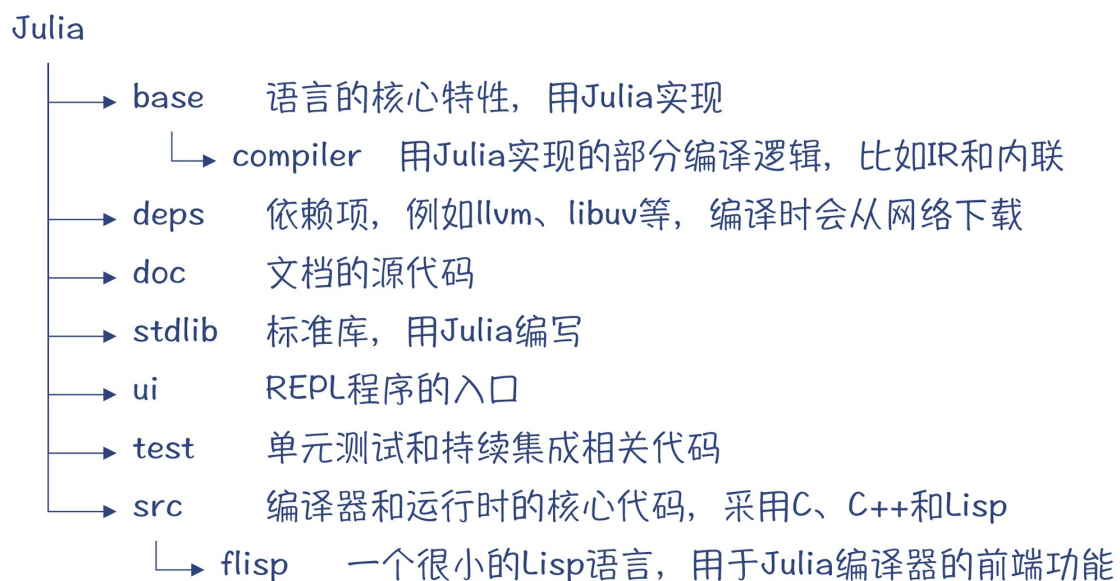 Julia
base 语言的核心特性，用Julia实现
compiler 用Julia实现的部分编译逻辑，比如IR和内联
deps 依赖项，例如llvm、libuv等，编译时会从网络下载
doc 文档的源代码
stdlib 标准库，用Julia编写
ui REPL程序的入口
test 单元测试和持续集成相关代码
src 编译器和运行时的核心代码，采用C、C++和Lisp
flisp 一个很小的Lisp语言，用于Julia编译器的前端功能